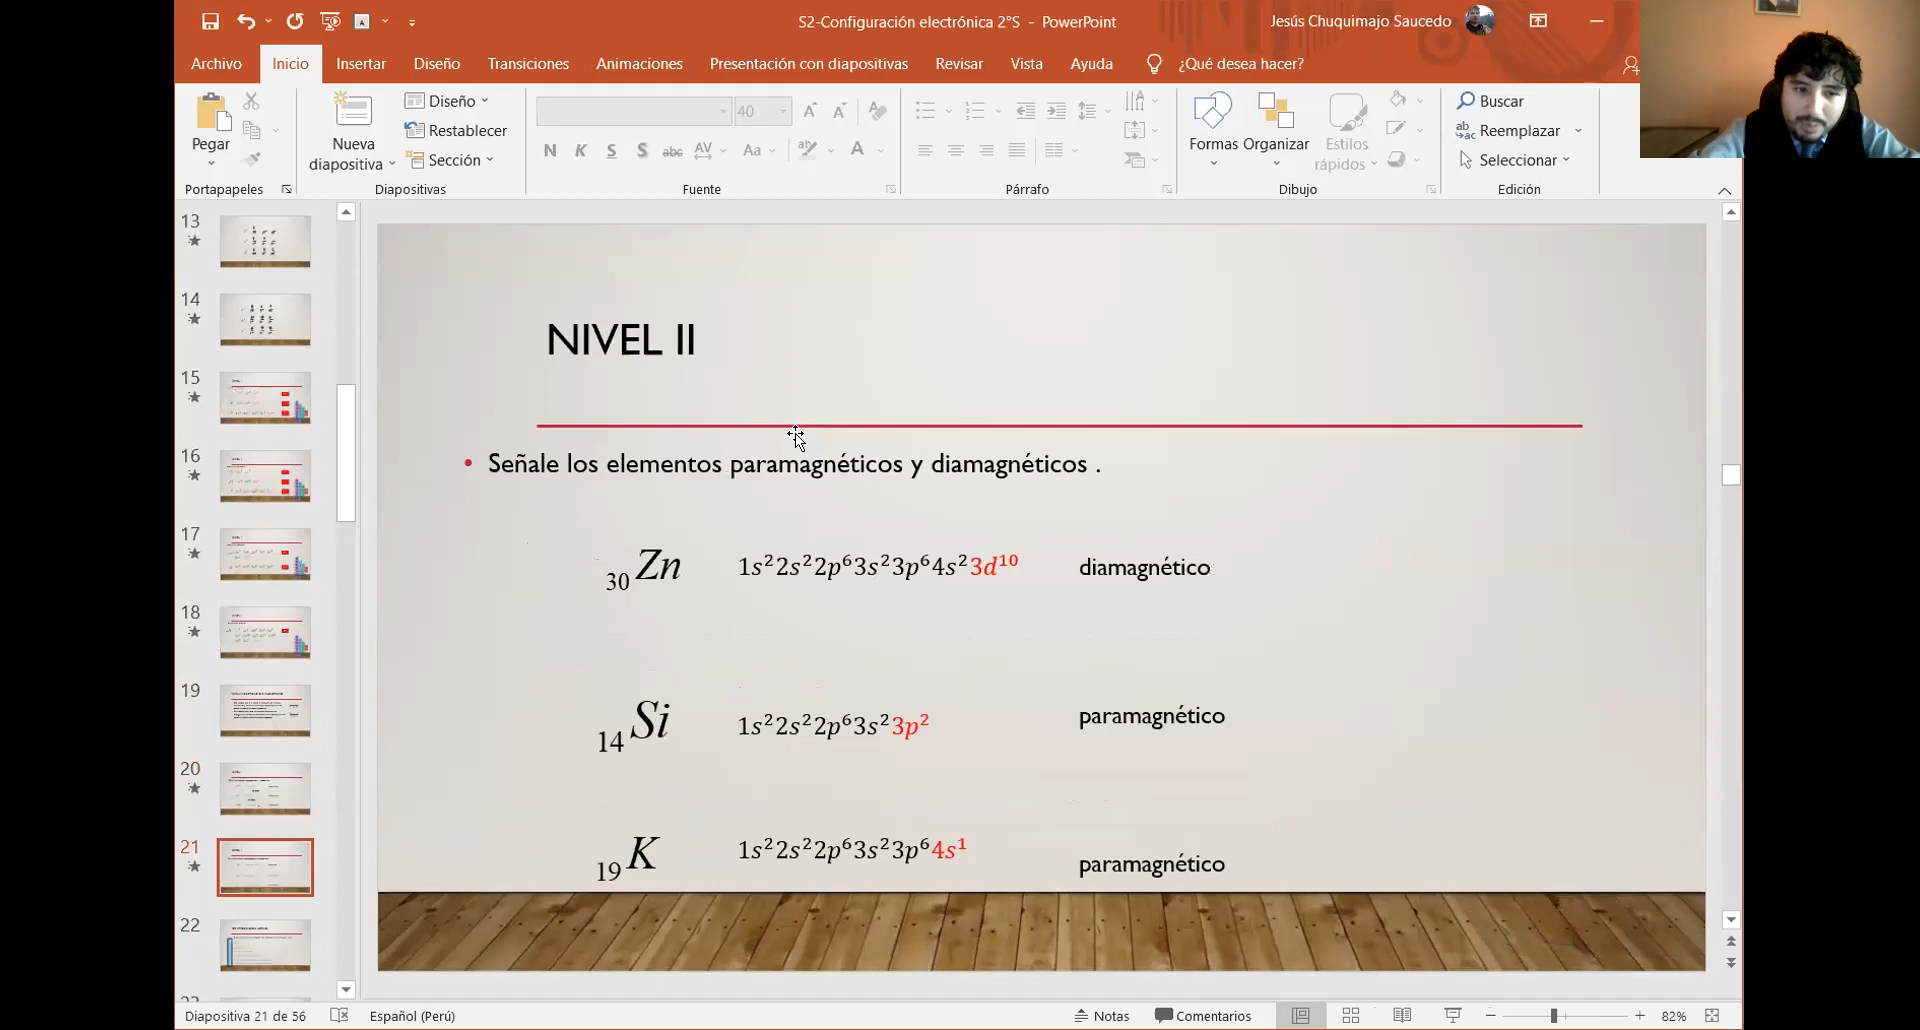 S2-Configuración electrónica 2°S - PowerPoint
Jesús Chuquimajo Saucedo
Archivo
Inicio
Insertar
Diseño
Transiciones
Animaciones
Presentación con diapositivas
Revisar
Vista
Ayuda
¿Qué desea hacer?
Pegar
Portapapeles
Nueva
diapositiva
Diseño
Restablecer
Sección
Diapositivas
40
N K S S abc AV Aa A
Fuente
Párrafo
Formas
Organizar
Estilos
rápidos
Dibujo
Buscar
Reemplazar
Seleccionar
Edición
13
14
15
16
17
18
19
20
21
22
NIVEL II
• Señale los elementos paramagnéticos y diamagnéticos .
₃₀Zn 1s²2s²2p⁶3s²3p⁶4s²3d¹⁰ diamagnético
₁₄Si 1s²2s²2p⁶3s²3p² paramagnético
₁₉K 1s²2s²2p⁶3s²3p⁶4s¹ paramagnético
Diapositiva 21 de 56
Español (Perú)
Notas
Comentarios
82%